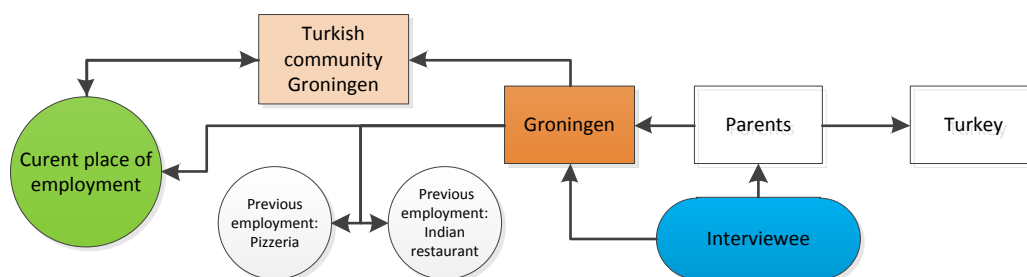 Turkish
community
Groningen
Groningen
Parents
Turkey
Curent place of
employment
Previous
employment:
Pizzeria
Previous
employment:
Indian
restaurant
Interviewee